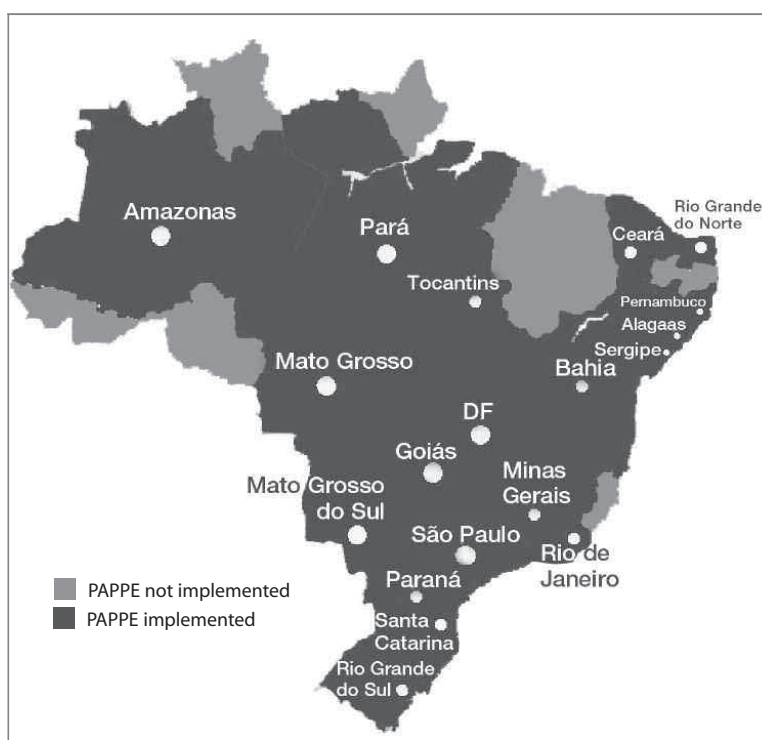 Rio Grande
do Norte
Amazonas
Pará
Ceará
Tocantins
Pernambuco
Alagaas
Sergipe
Mato Grosso
Bahia
DF
Goiás
Minas
Gerais
Mato Grosso
do Sul
São Paulo
Rio de
Janeiro
Paraná
PAPPE not implemented
PAPPE implemented
Santa
Catarina
Rio Grande
do Sul